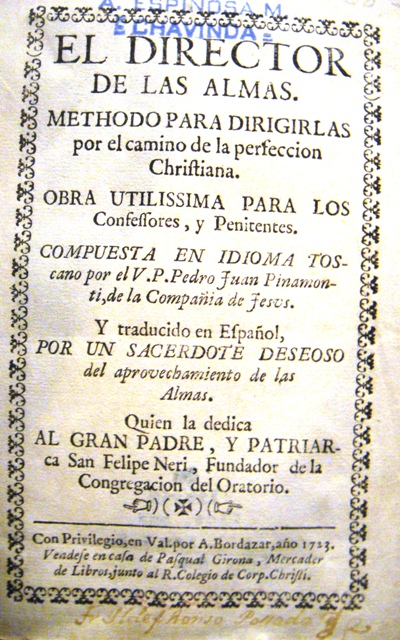 A. ESPINOSA M.
ECHAVINDA
EL DIRECTOR
DE LAS ALMAS.
METHODO PARA DIRIGIRLAS
por el camino de la perfeccion
Chriſtiana.
OBRA UTILISSIMA PARA LOS
Confeſſores, y Penitentes.
COMPUESTA EN IDIOMA TOS-
cano por el V.P.Pedro Juan Pinamon-
ti, de la Compañia de Jesvs.
Y traducido en Eſpañol,
POR UN SACERDOTE DESEOSO
del aprovechamiento de las
Almas.
Quien la dedica
AL GRAN PADRE, Y PATRIAR-
ca San Felipe Neri, Fundador de la
Congregacion del Oratorio.
Con Privilegio, en Val. por A. Bordazar, año 1723.
Vendeſe en caſa de Paſqual Girona, Mercader
de Libros, junto al R. Colegio de Corp. Chriſti.
Fr Ildefhonso